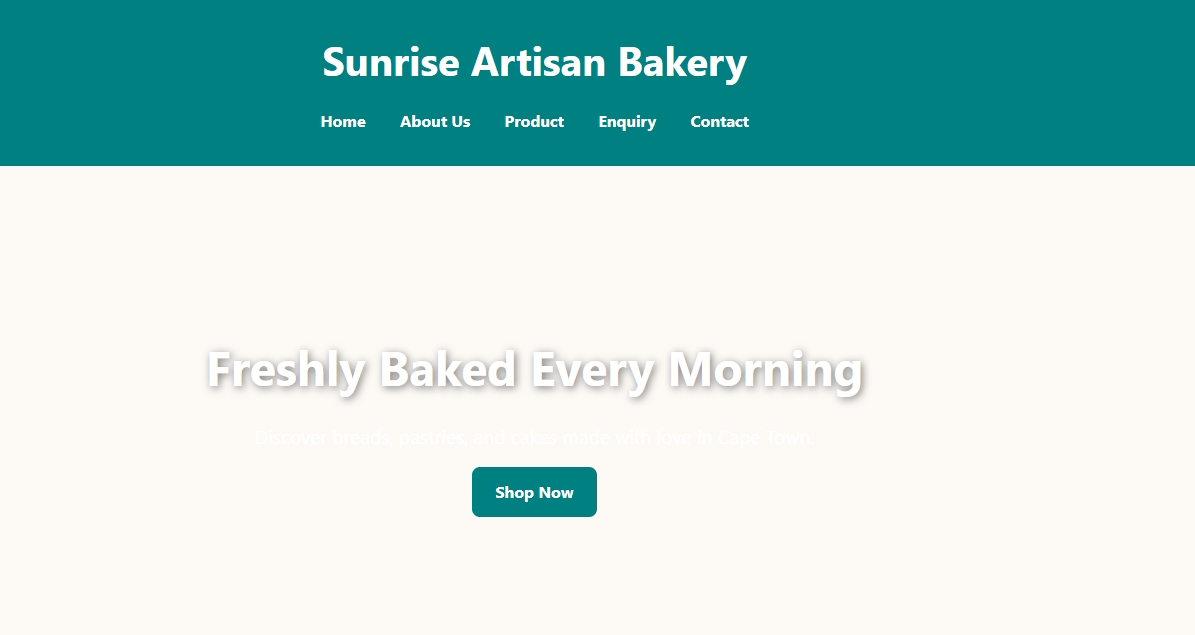 Sunrise Artisan Bakery
Home About Us Product Enquiry Contact
Freshly Baked Every Morning
Discover breads, pastries, and cakes made with love in Cape Town.
Shop Now